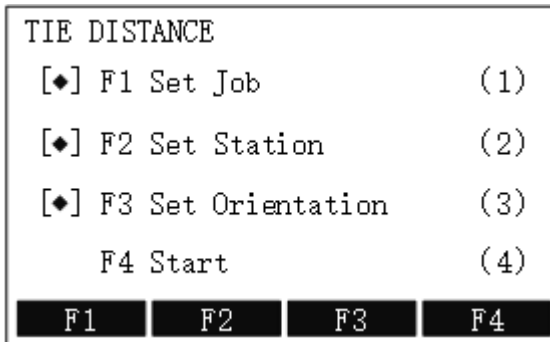 TIE DISTANCE
[◆] F1 Set Job (1)
[◆] F2 Set Station (2)
[◆] F3 Set Orientation (3)
F4 Start (4)
F1 F2 F3 F4